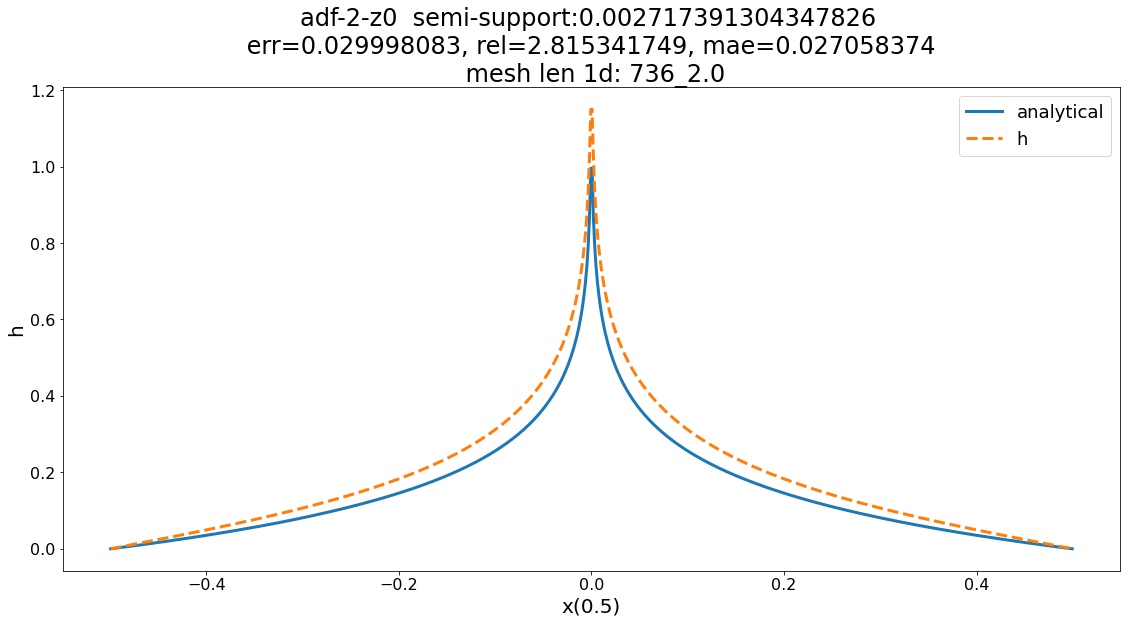 adf-2-z0  semi-support:0.002717391304347826
err=0.029998083, rel=2.815341749, mae=0.027058374
mesh len 1d: 736_2.0
analytical
h
1.2
1.0
0.8
0.6
0.4
0.2
0.0
h
−0.4
−0.2
0.0
0.2
0.4
x(0.5)